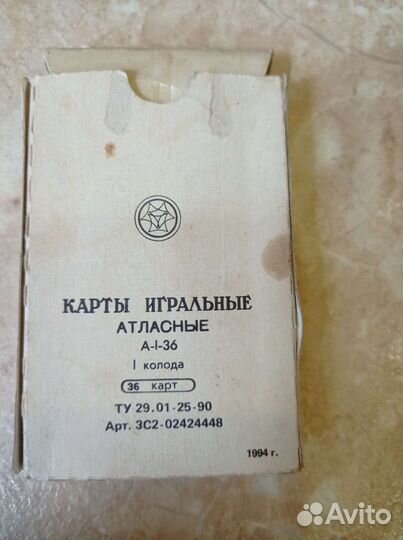 КАРТЫ ИГРАЛЬНЫЕ
АТЛАСНЫЕ
А-I-36
I колода
36 карт
ТУ 29.01-25-90
Арт. 3С2-02424448
1994 г.
Avito